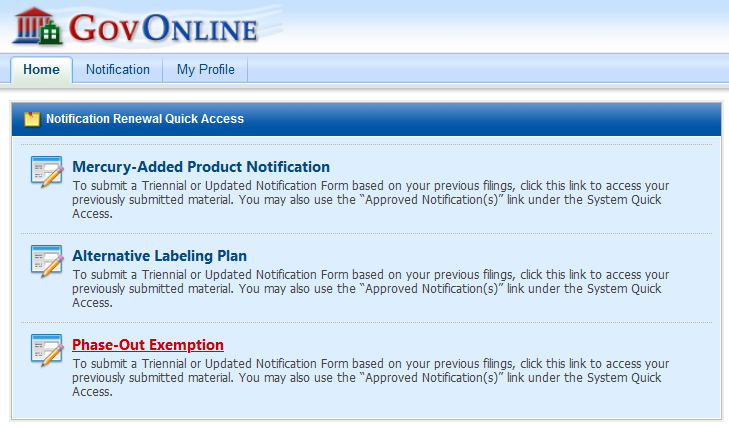 GovOnline
Home Notification My Profile
Notification Renewal Quick Access
Mercury-Added Product Notification
To submit a Triennial or Updated Notification Form based on your previous filings, click this link to access your
previously submitted material. You may also use the “Approved Notification(s)” link under the System Quick
Access.
Alternative Labeling Plan
To submit a Triennial or Updated Notification Form based on your previous filings, click this link to access your
previously submitted material. You may also use the “Approved Notification(s)” link under the System Quick
Access.
Phase-Out Exemption
To submit a Triennial or Updated Notification Form based on your previous filings, click this link to access your
previously submitted material. You may also use the “Approved Notification(s)” link under the System Quick
Access.